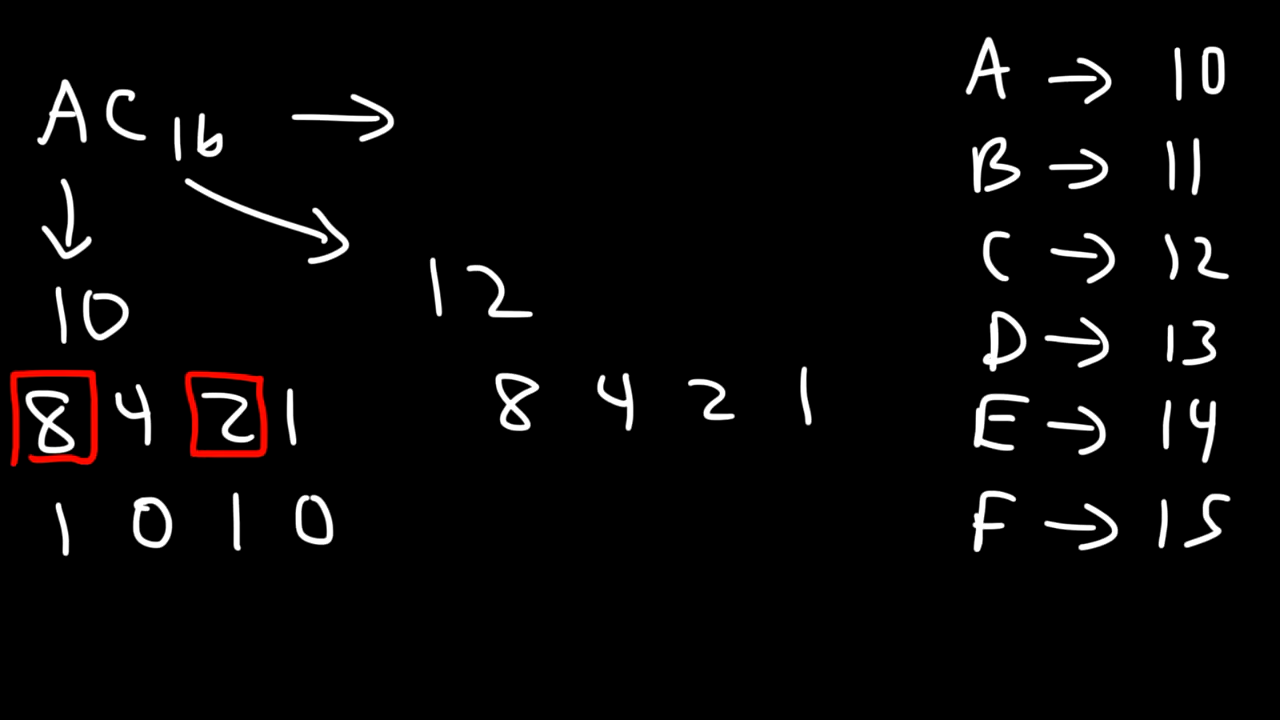 AC₁₆ →
↓
10
12
8 4 2 1
8 4 2 1
1 0 1 0
A → 10
B → 11
C → 12
D → 13
E → 14
F → 15